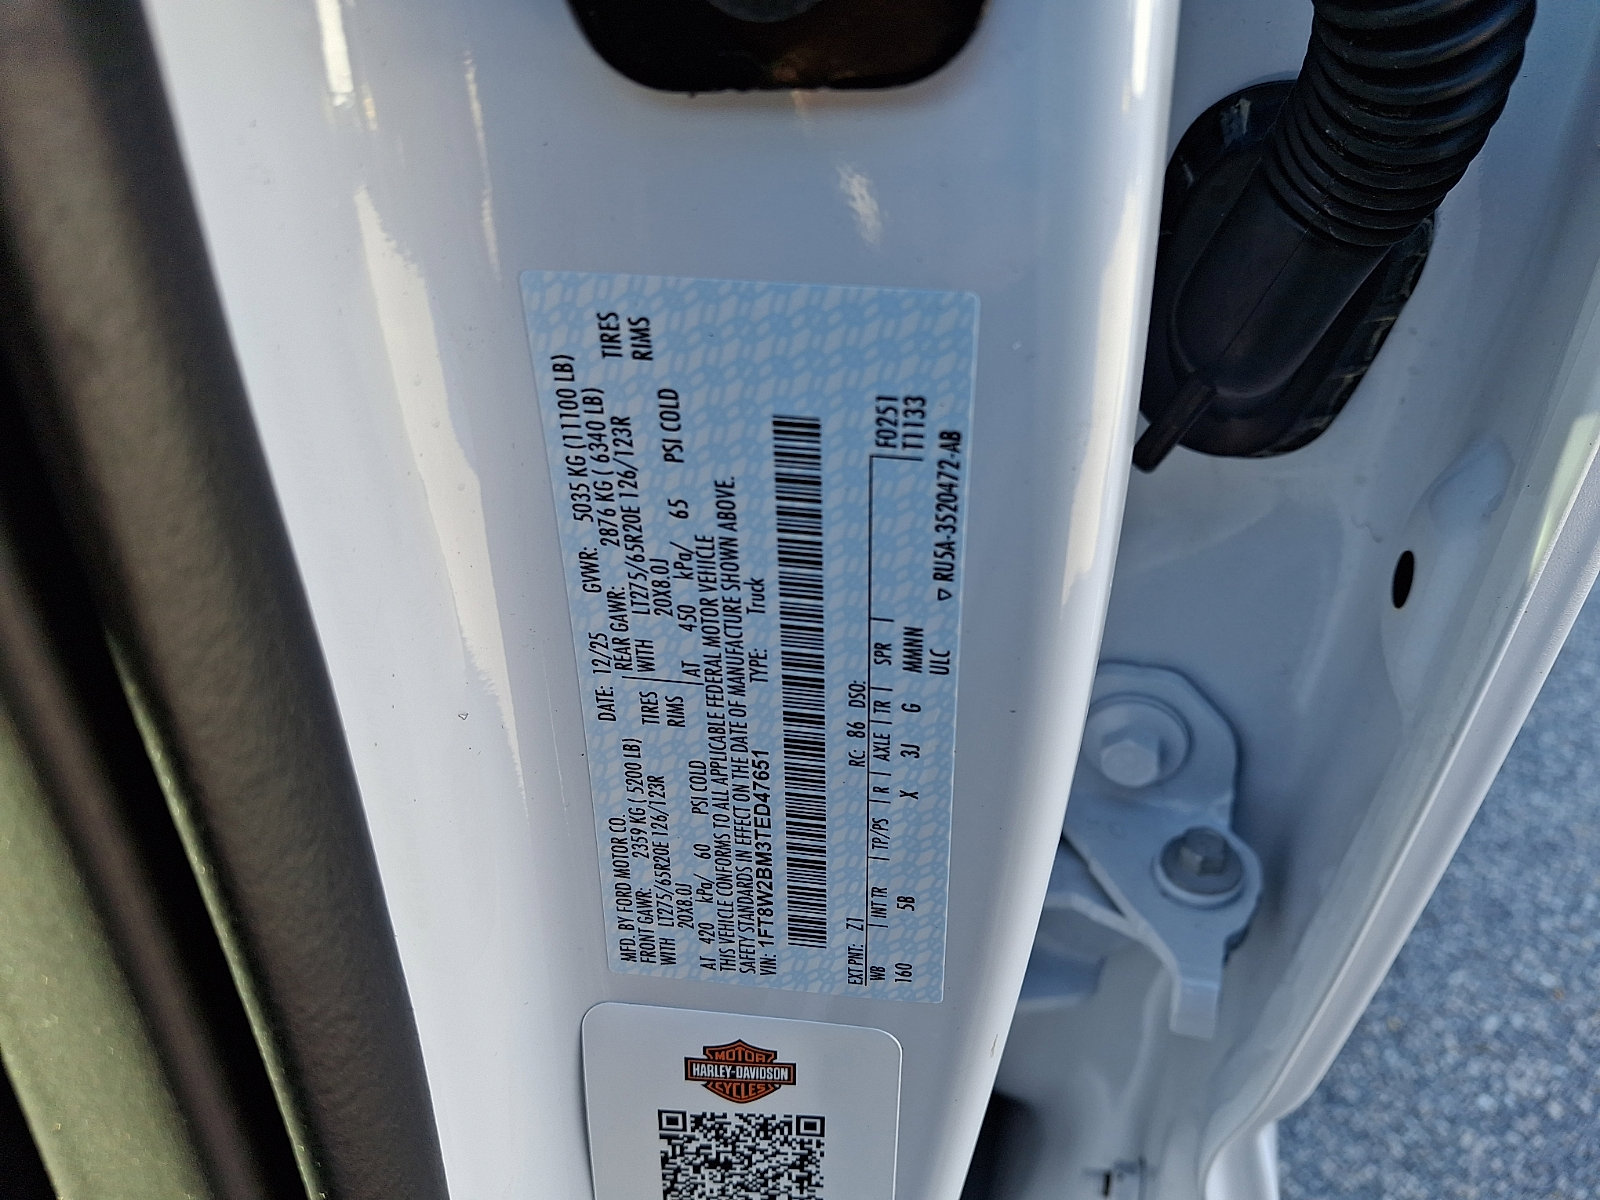 MFD. BY FORD MOTOR CO.
DATE: 12/25
GVWR: 5035 KG (11100 LB)
FRONT GAWR: 2359 KG ( 5200 LB)
REAR GAWR: 2876 KG ( 6340 LB)
WITH LT275/65R20E 126/123R TIRES
WITH LT275/65R20E 126/123R TIRES
20X8.0J RIMS
20X8.0J RIMS
AT 420 kPa/ 60 PSI COLD
AT 450 kPa/ 65 PSI COLD
THIS VEHICLE CONFORMS TO ALL APPLICABLE FEDERAL MOTOR VEHICLE
SAFETY STANDARDS IN EFFECT ON THE DATE OF MANUFACTURE SHOWN ABOVE.
VIN: 1FT8W2BM3TED47651
TYPE: Truck
EXT PNT: Z1 RC: 86 DSO:
F0251
WB INT TR TP/PS R AXLE TR SPR
T1133
160 5B X 3J G MMNN
ULC ▽ RU5A-3520472-AB
MOTOR
HARLEY-DAVIDSON
CYCLES